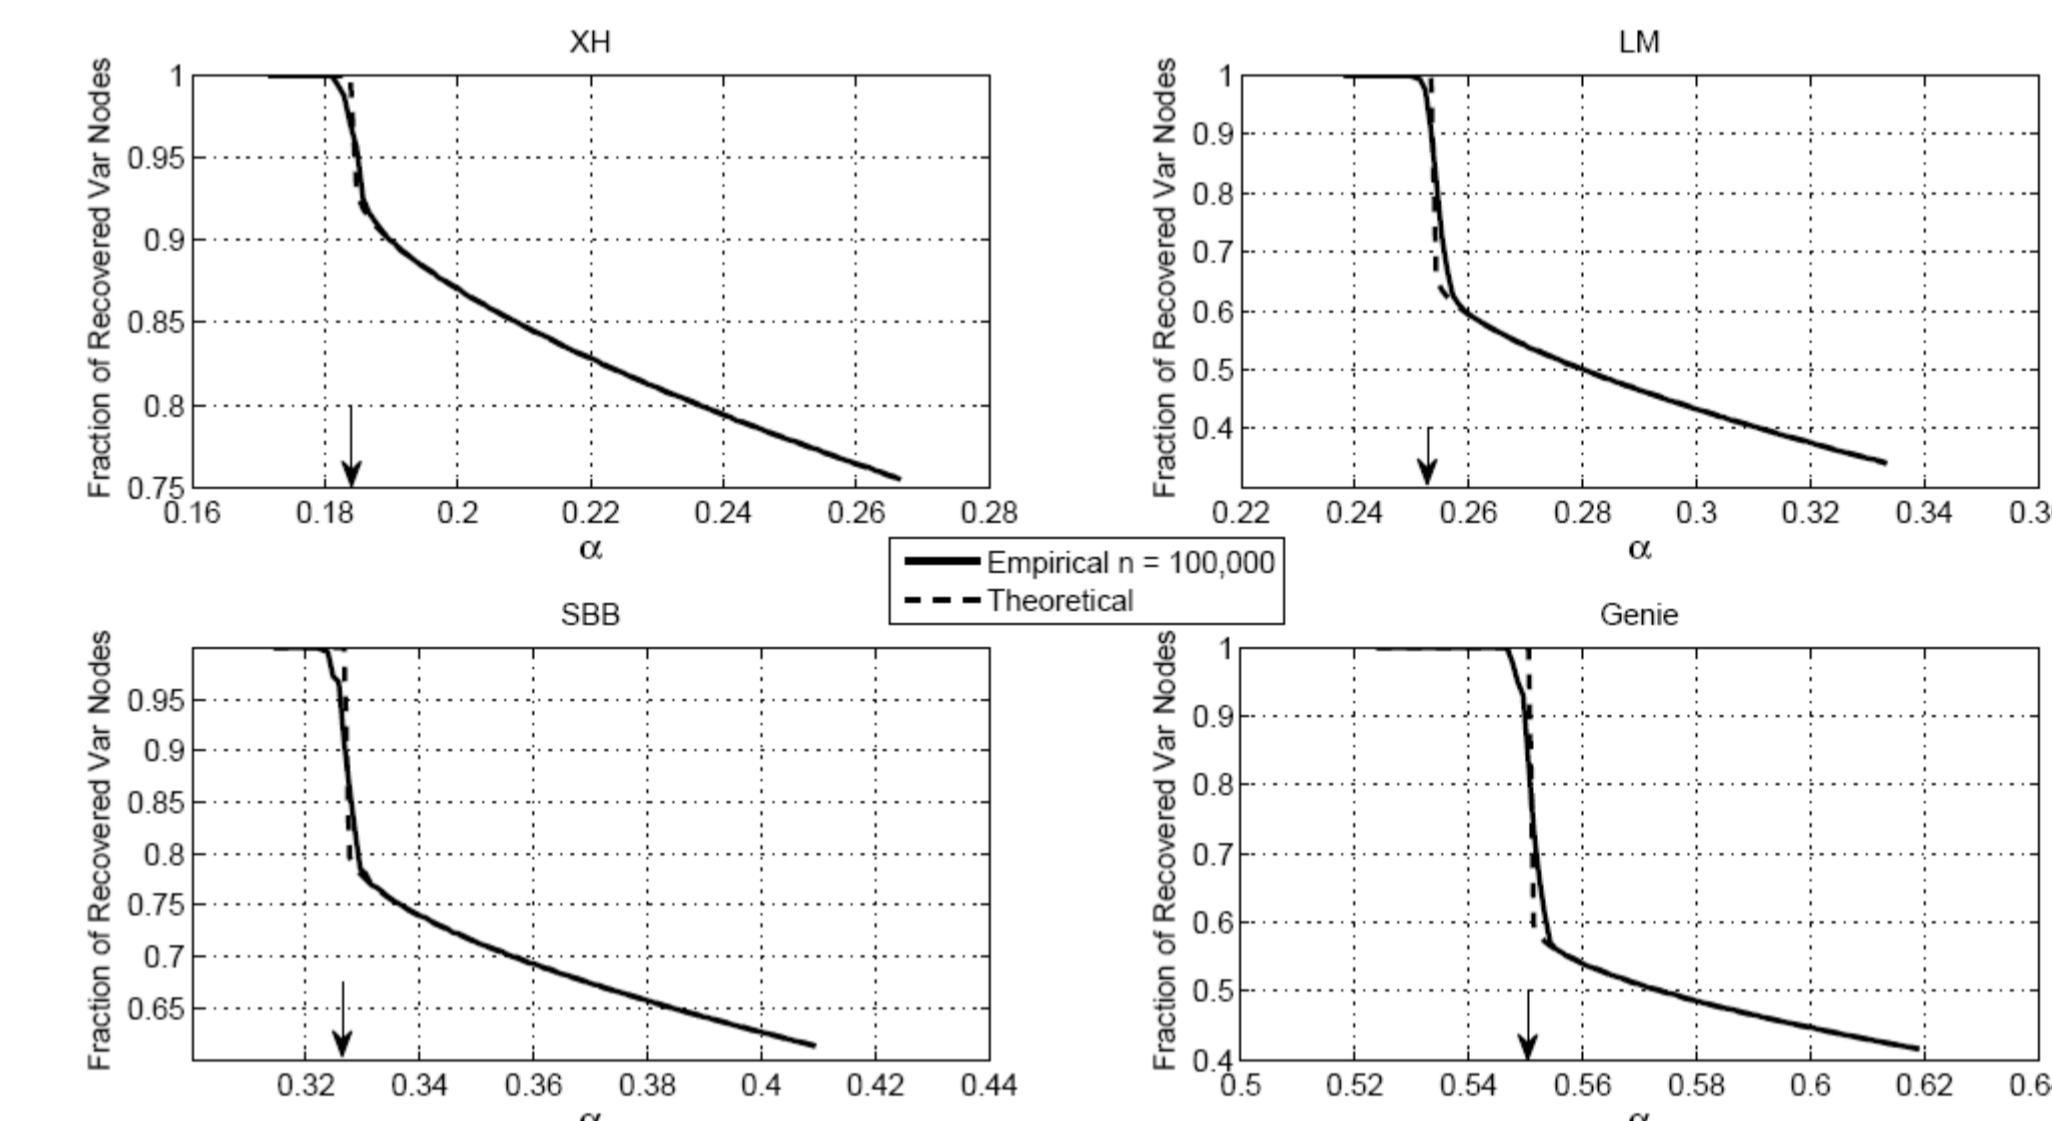 XH
Fraction of Recovered Var Nodes
1
0.95
0.9
0.85
0.8
0.75
0.16 0.18 0.2 0.22 0.24 0.26 0.28
α
LM
Fraction of Recovered Var Nodes
1
0.9
0.8
0.7
0.6
0.5
0.4
0.22 0.24 0.26 0.28 0.3 0.32 0.34 0.3
α
Empirical n = 100,000
Theoretical
SBB
Fraction of Recovered Var Nodes
0.95
0.9
0.85
0.8
0.75
0.7
0.65
0.32 0.34 0.36 0.38 0.4 0.42 0.44
α
Genie
Fraction of Recovered Var Nodes
1
0.9
0.8
0.7
0.6
0.5
0.4
0.5 0.52 0.54 0.56 0.58 0.6 0.62 0.6
α